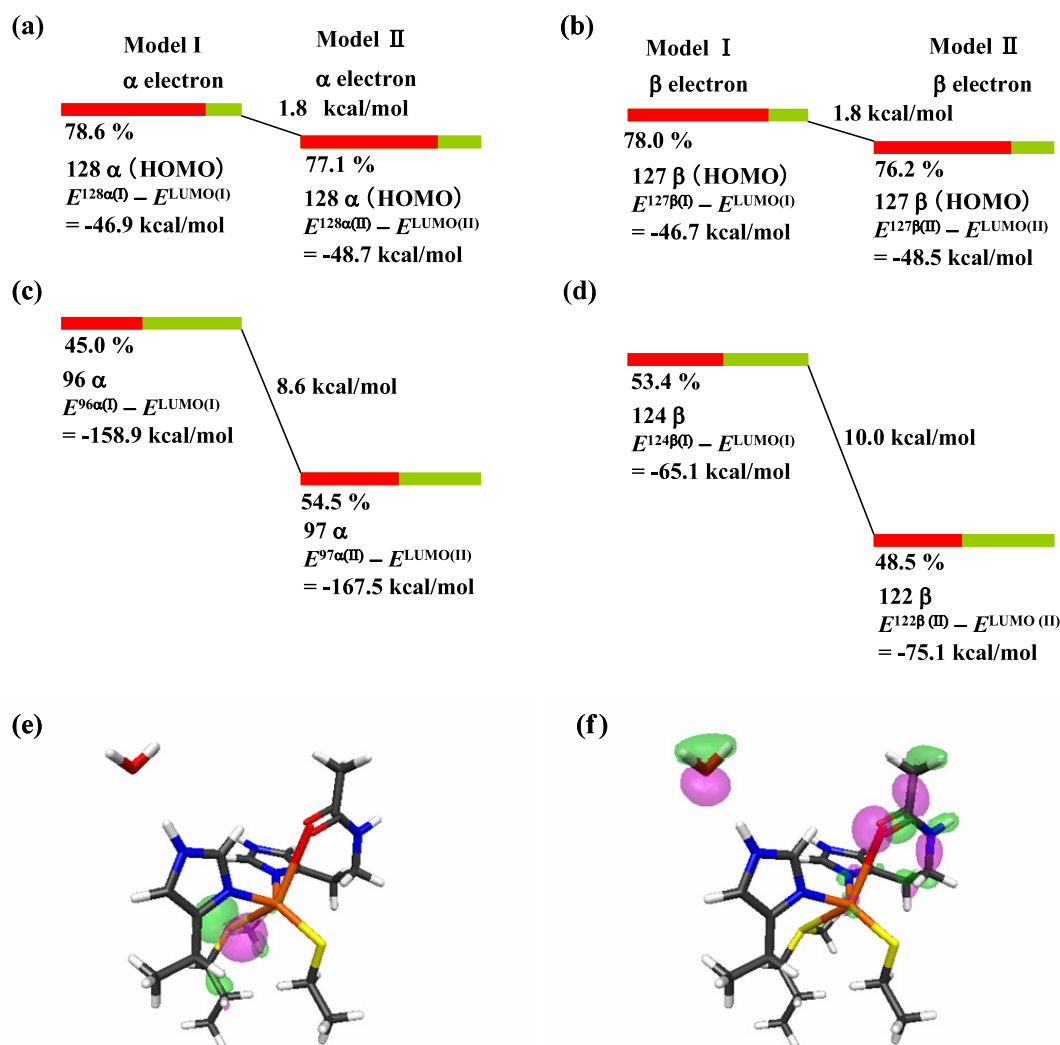 (a)
Model I
α electron
Model Ⅱ
α electron
1.8 kcal/mol
78.6 %
128 α (HOMO)
E128α(I) – ELUMO(I)
= -46.9 kcal/mol
77.1 %
128 α (HOMO)
E128α(II) – ELUMO(II)
= -48.7 kcal/mol
(b)
Model Ⅰ
β electron
Model Ⅱ
β electron
1.8 kcal/mol
78.0 %
127 β (HOMO)
E127β(I) – ELUMO(I)
= -46.7 kcal/mol
76.2 %
127 β (HOMO)
E127β(II) – ELUMO(II)
= -48.5 kcal/mol
(c)
45.0 %
96 α
E96α(I) – ELUMO(I)
= -158.9 kcal/mol
8.6 kcal/mol
54.5 %
97 α
E97α(II) – ELUMO(II)
= -167.5 kcal/mol
(d)
53.4 %
124 β
E124β(I) – ELUMO(I)
= -65.1 kcal/mol
10.0 kcal/mol
48.5 %
122 β
E122β (II) – ELUMO (II)
= -75.1 kcal/mol
(e)
(f)